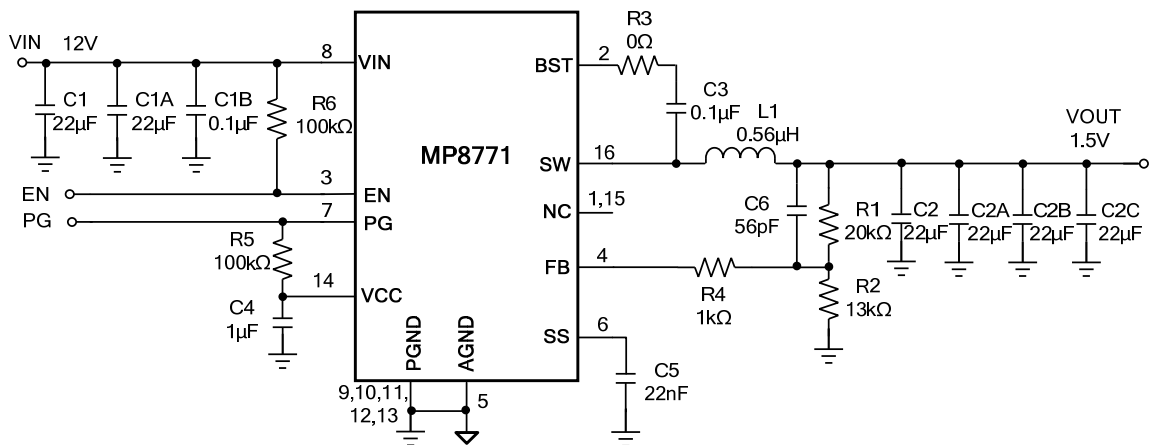 VIN 12V
C1
22µF
C1A
22µF
C1B
0.1µF
R6
100kΩ
EN
PG
R5
100kΩ
C4
1µF
8
VIN
3
EN
7
PG
14
VCC
MP8771
PGND
AGND
9,10,11,
12,13
5
BST
2
R3
0Ω
C3
0.1µF
L1
0.56µH
SW
16
NC
1,15
FB
4
R4
1kΩ
SS
6
C5
22nF
C6
56pF
R1
20kΩ
R2
13kΩ
C2
22µF
C2A
22µF
C2B
22µF
C2C
22µF
VOUT
1.5V